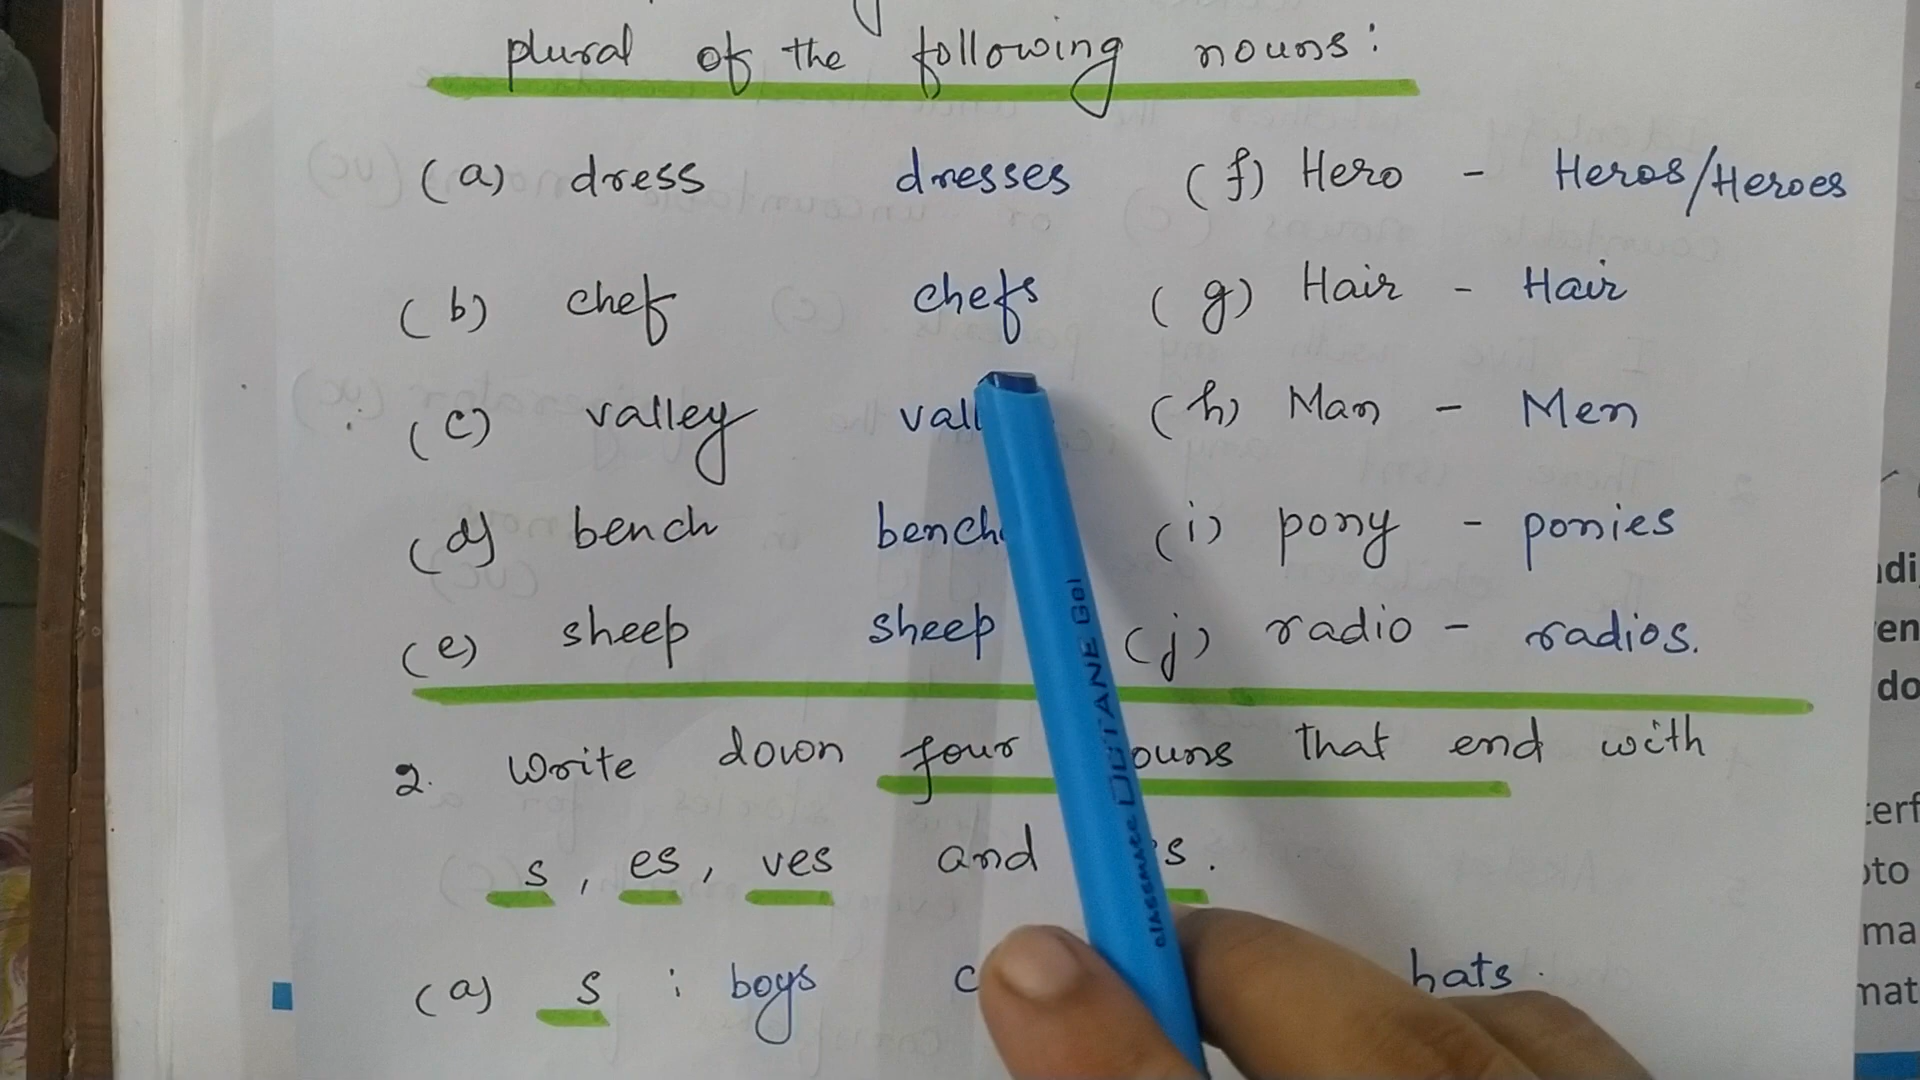 plural of the following nouns:
(a) dress dresses (f) Hero - Heros/Heroes
(b) chef chefs (g) Hair - Hair
(c) valley vall (h) Man - Men
(d) bench bench (i) pony - ponies
(e) sheep sheep (j) radio - radios.
2. Write down four ouns that end with
s, es, ves and s.
(a) s : boys c hats.
classmate OCTANE Gel